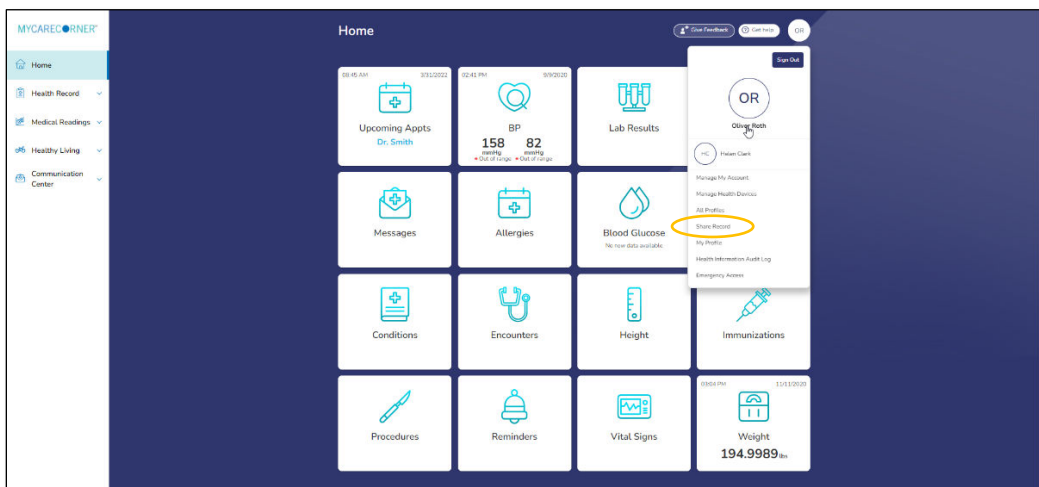 MYCARECORNER
Home
Health Record
Medical Readings
Healthy Living
Communication
Center
Home
Give Feedback
Get help
OR
Sign Out
OR
Oliver Roth
HC
Helen Clark
Manage My Account
Manage Health Devices
All Profiles
Share Record
My Profile
Health Information Audit Log
Emergency Access
09:45 AM 3/31/2022
Upcoming Appts
Dr. Smith
02:41 PM 9/9/2020
BP
158 82
mmHg mmHg
Out of range Out of range
Lab Results
Messages
Allergies
Blood Glucose
No new data available
Conditions
Encounters
Height
Immunizations
Procedures
Reminders
Vital Signs
03:04 PM 11/11/2020
Weight
194.9989 lbs